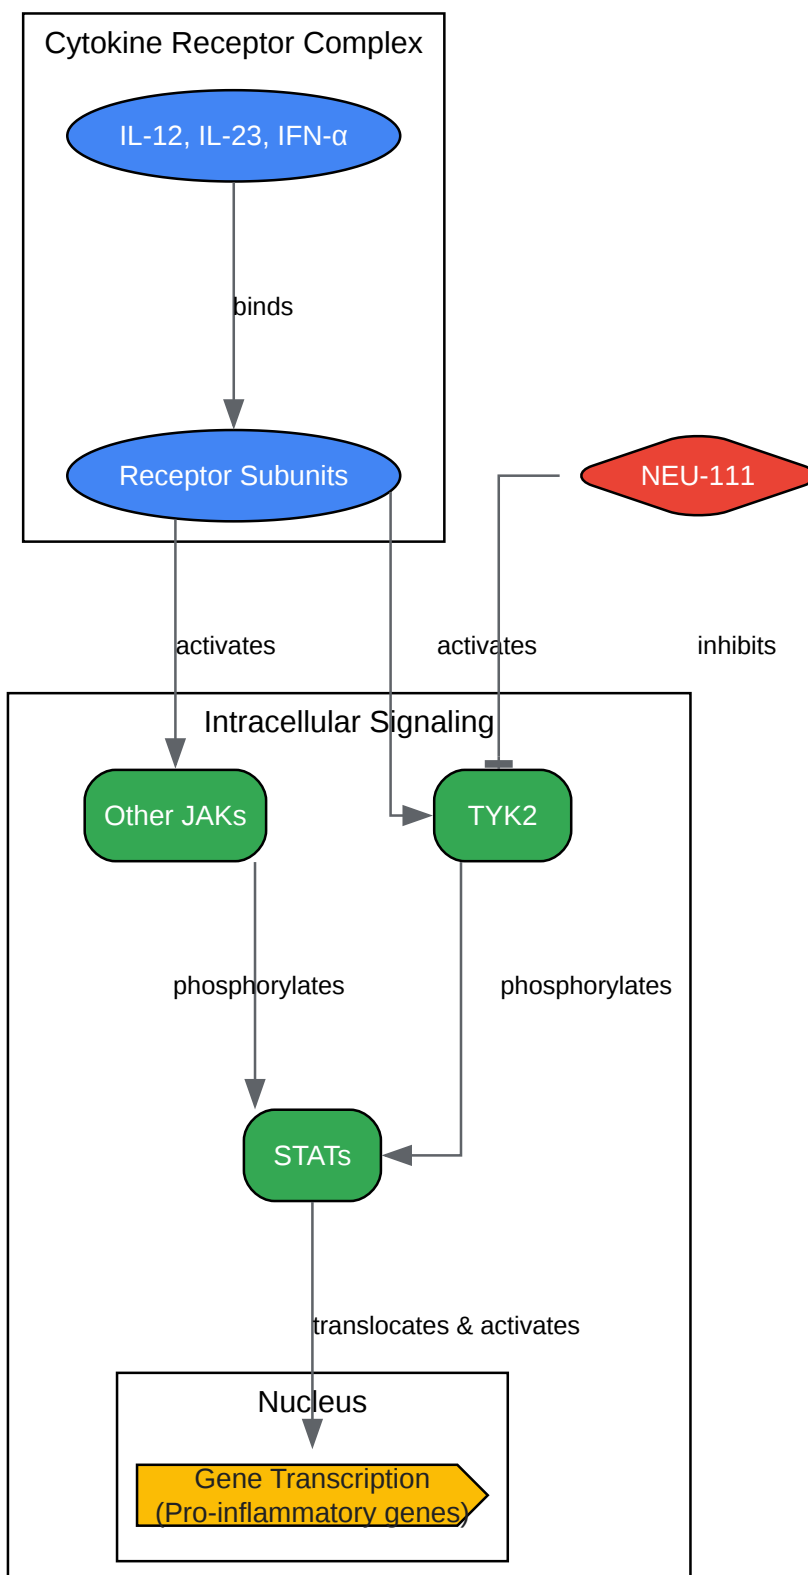 Cytokine Receptor Complex
IL-12, IL-23, IFN-α
binds
Receptor Subunits
NEU-111
activates
activates
inhibits
Intracellular Signaling
Other JAKs
TYK2
phosphorylates
phosphorylates
STATs
translocates & activates
Nucleus
Gene Transcription
(Pro-inflammatory genes)